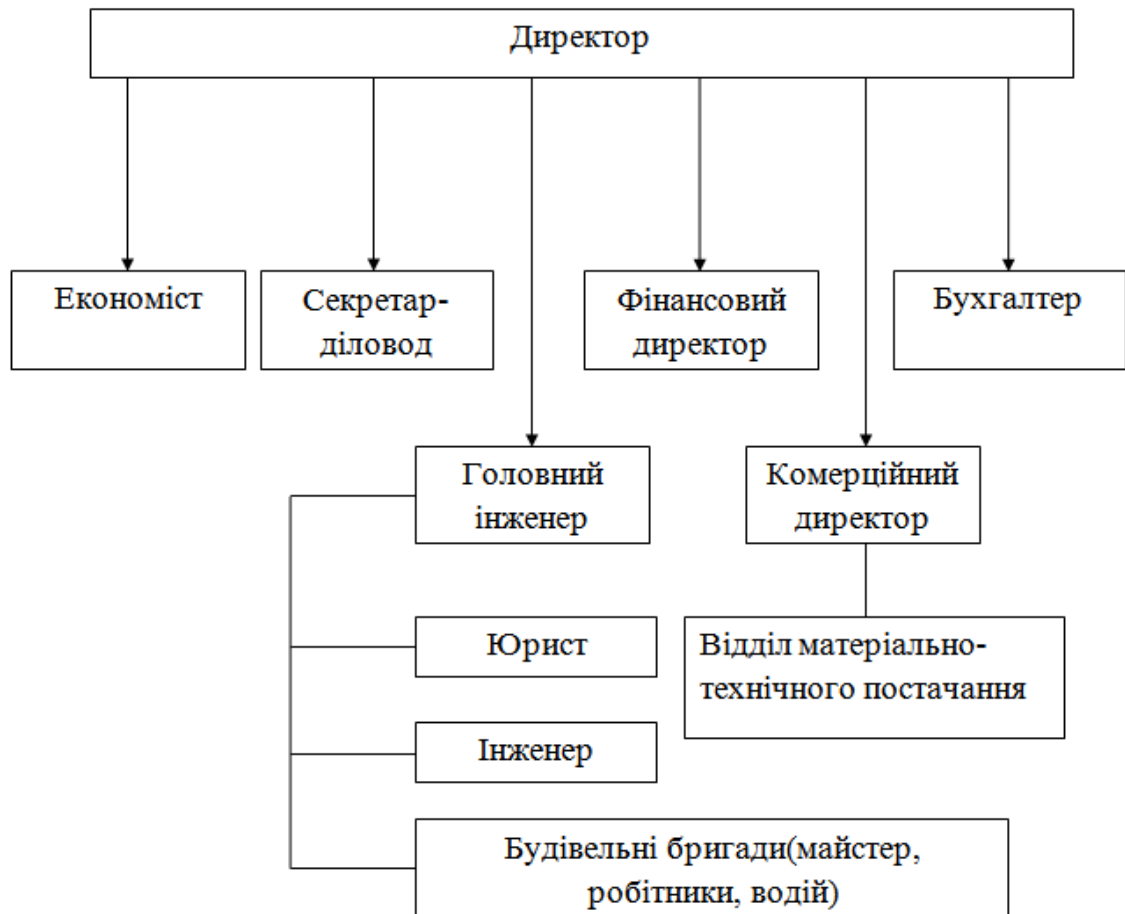 Директор
Економіст
Секретар-
діловод
Фінансовий
директор
Бухгалтер
Головний
інженер
Комерційний
директор
Юрист
Відділ матеріально-
технічного постачання
Інженер
Будівельні бригади(майстер,
робітники, водій)